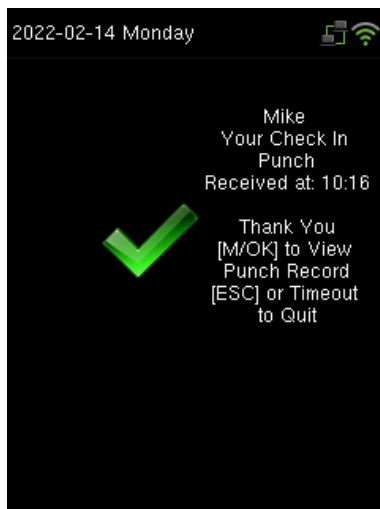 2022-02-14 Monday
Mike
Your Check In
Punch
Received at: 10:16
Thank You
[M/OK] to View
Punch Record
[ESC] or Timeout
to Quit